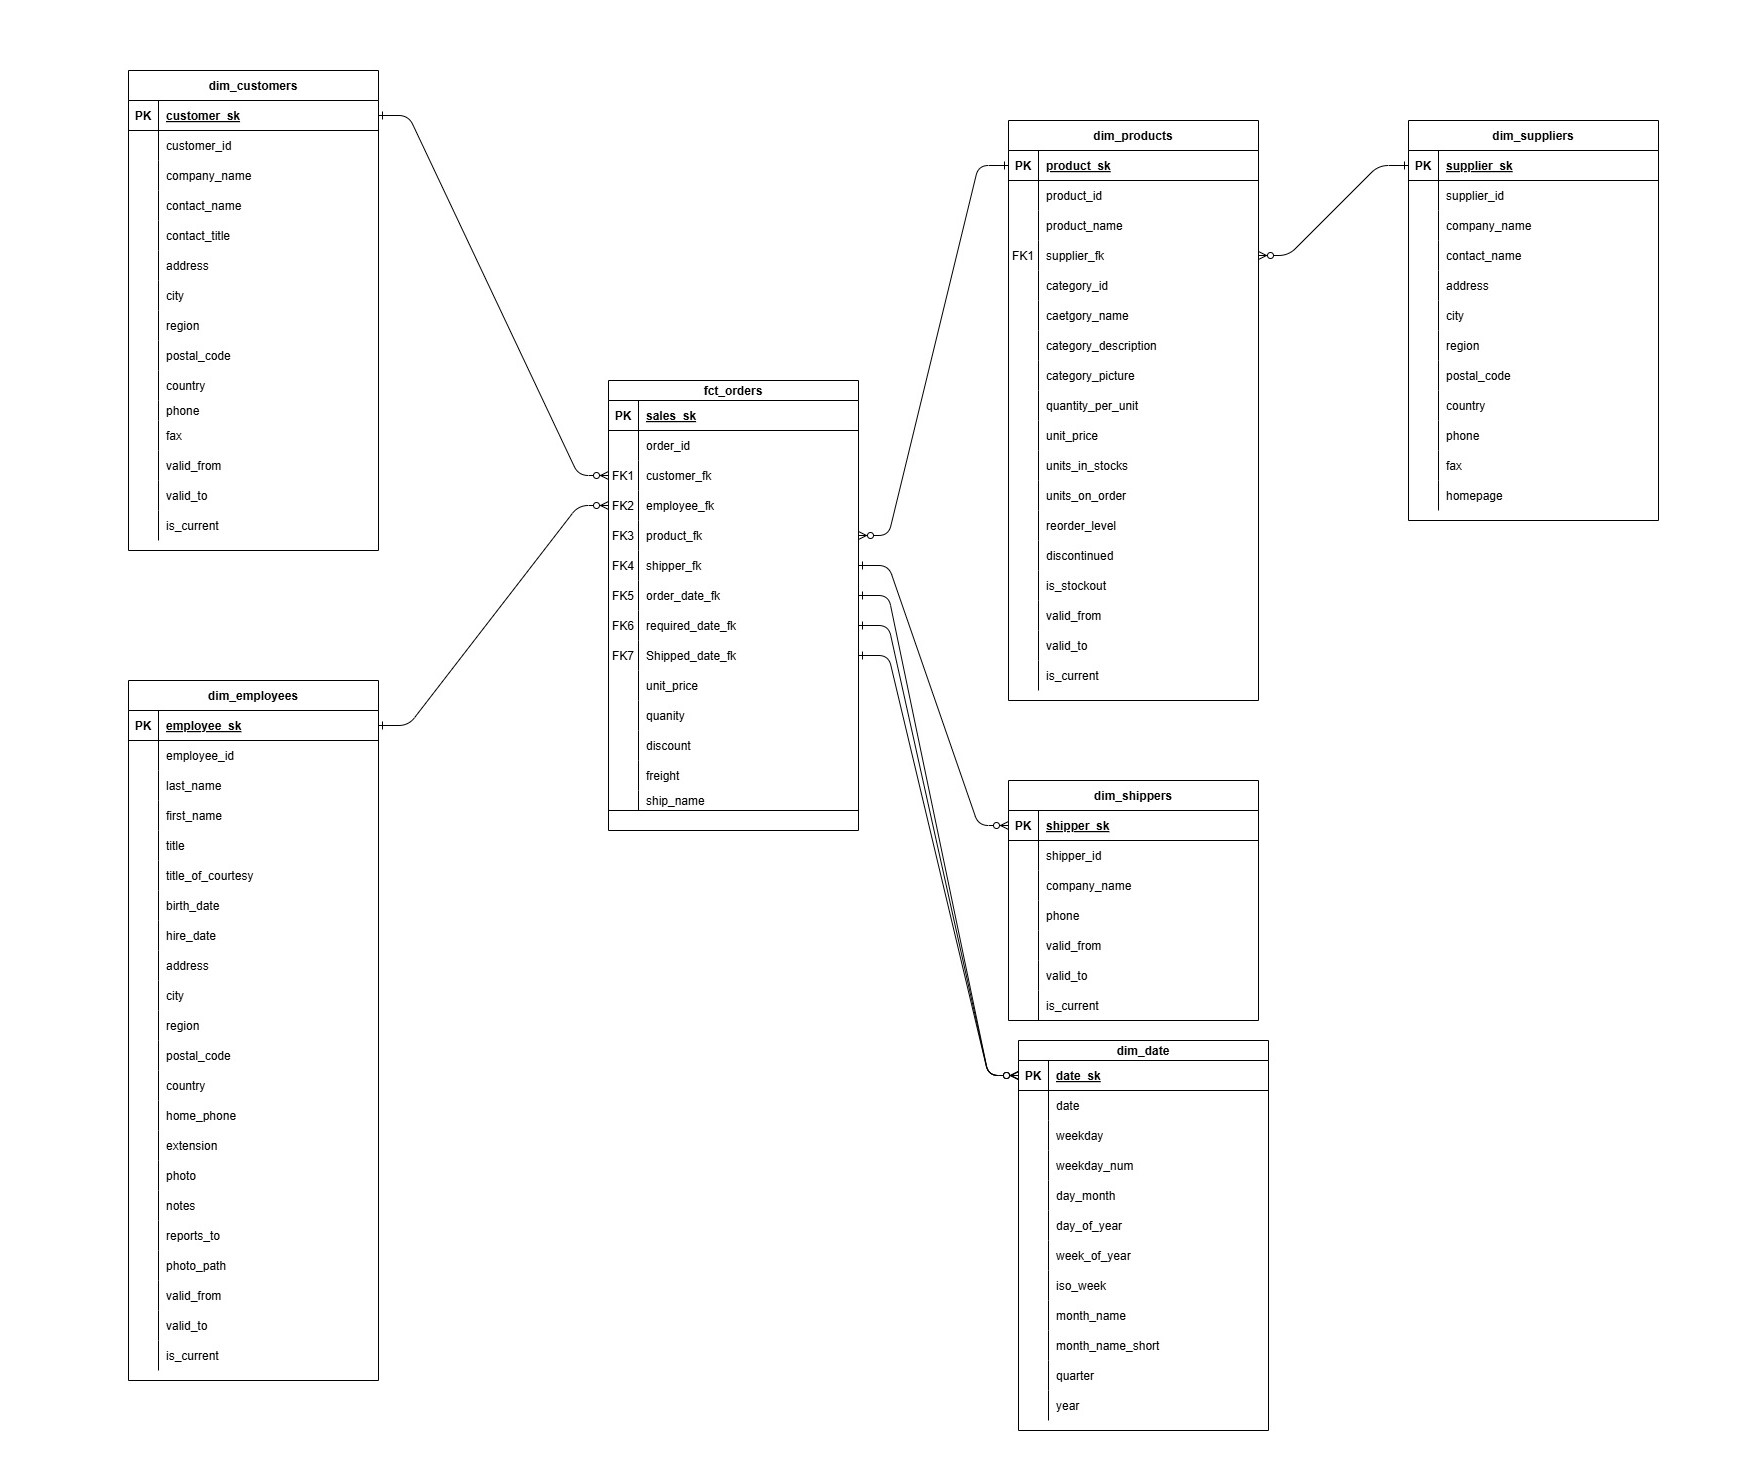 dim_customers
PK customer_sk
customer_id
company_name
contact_name
contact_title
address
city
region
postal_code
country
phone
fax
valid_from
valid_to
is_current
dim_employees
PK employee_sk
employee_id
last_name
first_name
title
title_of_courtesy
birth_date
hire_date
address
city
region
postal_code
country
home_phone
extension
photo
notes
reports_to
photo_path
valid_from
valid_to
is_current
fct_orders
PK sales_sk
order_id
FK1 customer_fk
FK2 employee_fk
FK3 product_fk
FK4 shipper_fk
FK5 order_date_fk
FK6 required_date_fk
FK7 Shipped_date_fk
unit_price
quanity
discount
freight
ship_name
dim_products
PK product_sk
product_id
product_name
FK1 supplier_fk
category_id
caetgory_name
category_description
category_picture
quantity_per_unit
unit_price
units_in_stocks
units_on_order
reorder_level
discontinued
is_stockout
valid_from
valid_to
is_current
dim_suppliers
PK supplier_sk
supplier_id
company_name
contact_name
address
city
region
postal_code
country
phone
fax
homepage
dim_shippers
PK shipper_sk
shipper_id
company_name
phone
valid_from
valid_to
is_current
dim_date
PK date_sk
date
weekday
weekday_num
day_month
day_of_year
week_of_year
iso_week
month_name
month_name_short
quarter
year